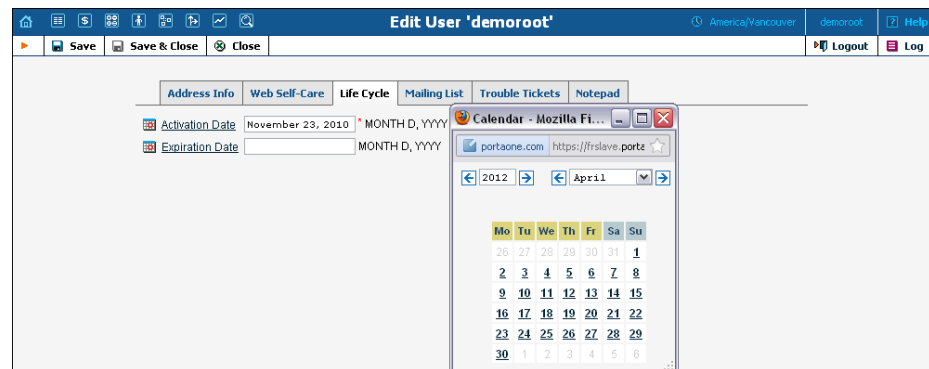 Edit User 'demoroot'
America/Vancouver
demoroot
Help
Save
Save & Close
Close
Logout
Log
Address Info
Web Self-Care
Life Cycle
Mailing List
Trouble Tickets
Notepad
Activation Date
November 23, 2010
* MONTH D, YYYY
Expiration Date
MONTH D, YYYY
Calendar - Mozilla Fi...
portaone.com
https://frslave.porta
2012
April
Mo Tu We Th Fr Sa Su
26 27 28 29 30 31 1
2 3 4 5 6 7 8
9 10 11 12 13 14 15
16 17 18 19 20 21 22
23 24 25 26 27 28 29
30 1 2 3 4 5 6